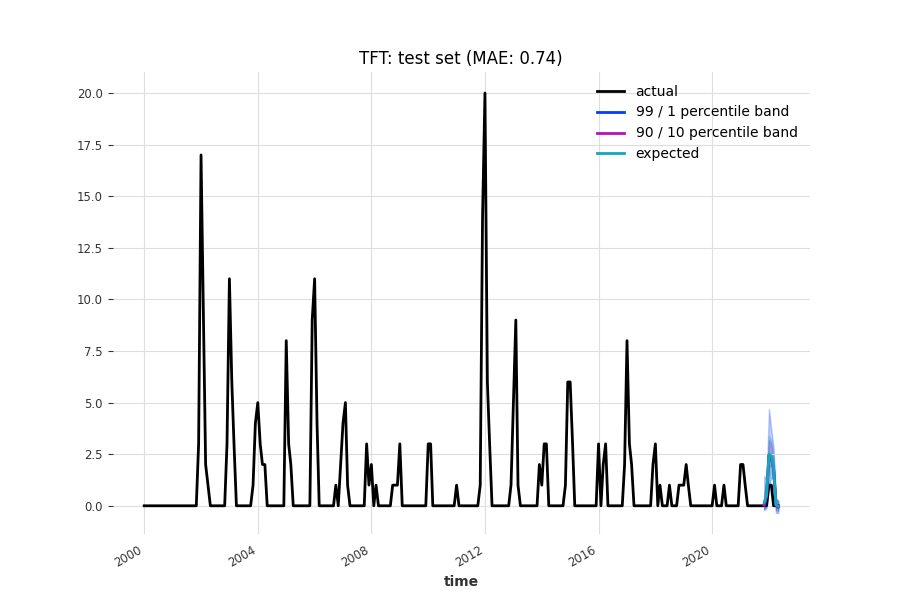 TFT: test set (MAE: 0.74)
actual
99 / 1 percentile band
90 / 10 percentile band
expected
20.0
17.5
15.0
12.5
10.0
7.5
5.0
2.5
0.0
2000
2004
2008
2012
2016
2020
time